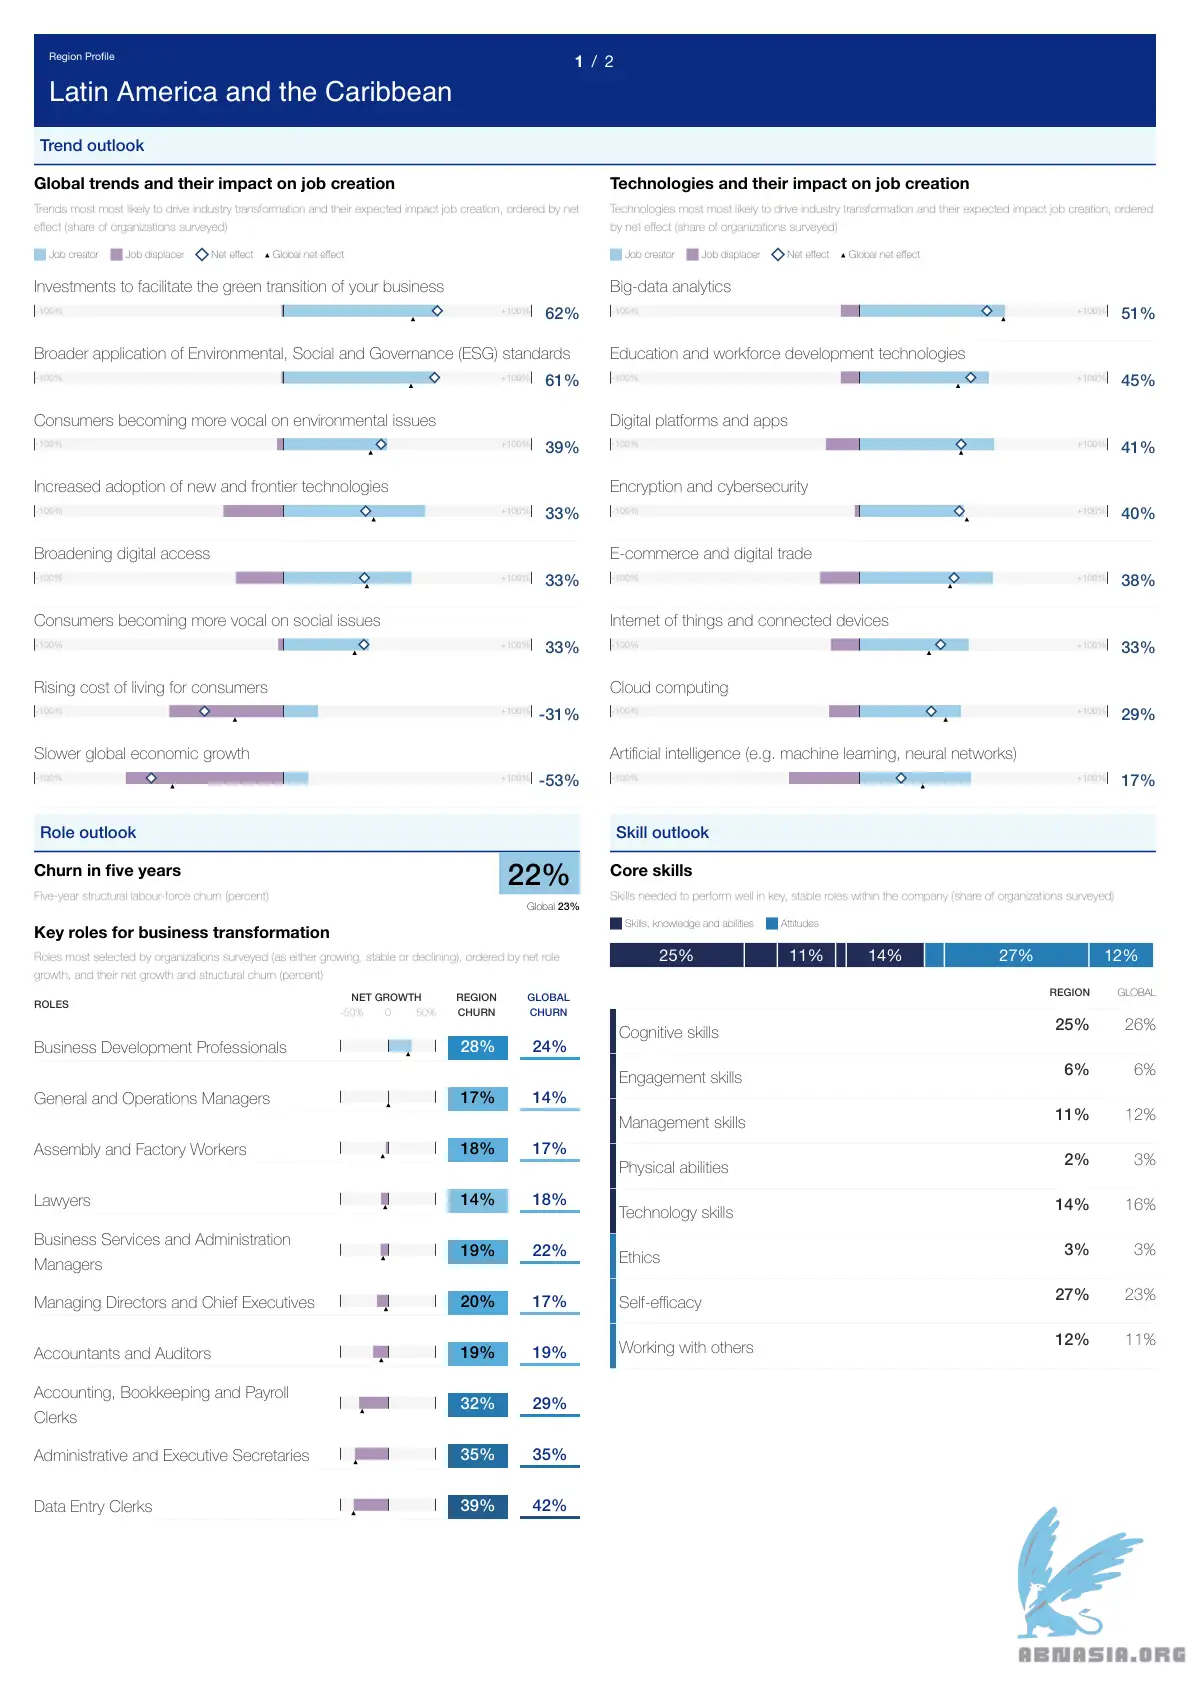 Region Profile
1 / 2
Latin America and the Caribbean
Trend outlook
Global trends and their impact on job creation
Trends most most likely to drive industry transformation and their expected impact job creation, ordered by net
effect (share of organizations surveyed)
Job creator Job displacer Net effect Global net effect
Investments to facilitate the green transition of your business
-100% +100% 62%
Broader application of Environmental, Social and Governance (ESG) standards
-100% +100% 61%
Consumers becoming more vocal on environmental issues
-100% +100% 39%
Increased adoption of new and frontier technologies
-100% +100% 33%
Broadening digital access
-100% +100% 33%
Consumers becoming more vocal on social issues
-100% +100% 33%
Rising cost of living for consumers
-100% +100% -31%
Slower global economic growth
-100% +100% -53%
Technologies and their impact on job creation
Technologies most most likely to drive industry transformation and their expected impact job creation, ordered
by net effect (share of organizations surveyed)
Job creator Job displacer Net effect Global net effect
Big-data analytics
-100% +100% 51%
Education and workforce development technologies
-100% +100% 45%
Digital platforms and apps
-100% +100% 41%
Encryption and cybersecurity
-100% +100% 40%
E-commerce and digital trade
-100% +100% 38%
Internet of things and connected devices
-100% +100% 33%
Cloud computing
-100% +100% 29%
Artificial intelligence (e.g. machine learning, neural networks)
-100% +100% 17%
Role outlook
Churn in five years
22%
Five-year structural labour-force churn (percent)
Global 23%
Key roles for business transformation
Roles most selected by organizations surveyed (as either growing, stable or declining), ordered by net role
growth, and their net growth and structural churn (percent)
ROLES NET GROWTH REGION CHURN GLOBAL CHURN
-50% 0 50%
Business Development Professionals 28% 24%
General and Operations Managers 17% 14%
Assembly and Factory Workers 18% 17%
Lawyers 14% 18%
Business Services and Administration
Managers 19% 22%
Managing Directors and Chief Executives 20% 17%
Accountants and Auditors 19% 19%
Accounting, Bookkeeping and Payroll
Clerks 32% 29%
Administrative and Executive Secretaries 35% 35%
Data Entry Clerks 39% 42%
Skill outlook
Core skills
Skills needed to perform well in key, stable roles within the company (share of organizations surveyed)
Skills, knowledge and abilities Attitudes
25% 11% 14% 27% 12%
REGION GLOBAL
Cognitive skills 25% 26%
Engagement skills 6% 6%
Management skills 11% 12%
Physical abilities 2% 3%
Technology skills 14% 16%
Ethics 3% 3%
Self-efficacy 27% 23%
Working with others 12% 11%
ABNASIA.ORG